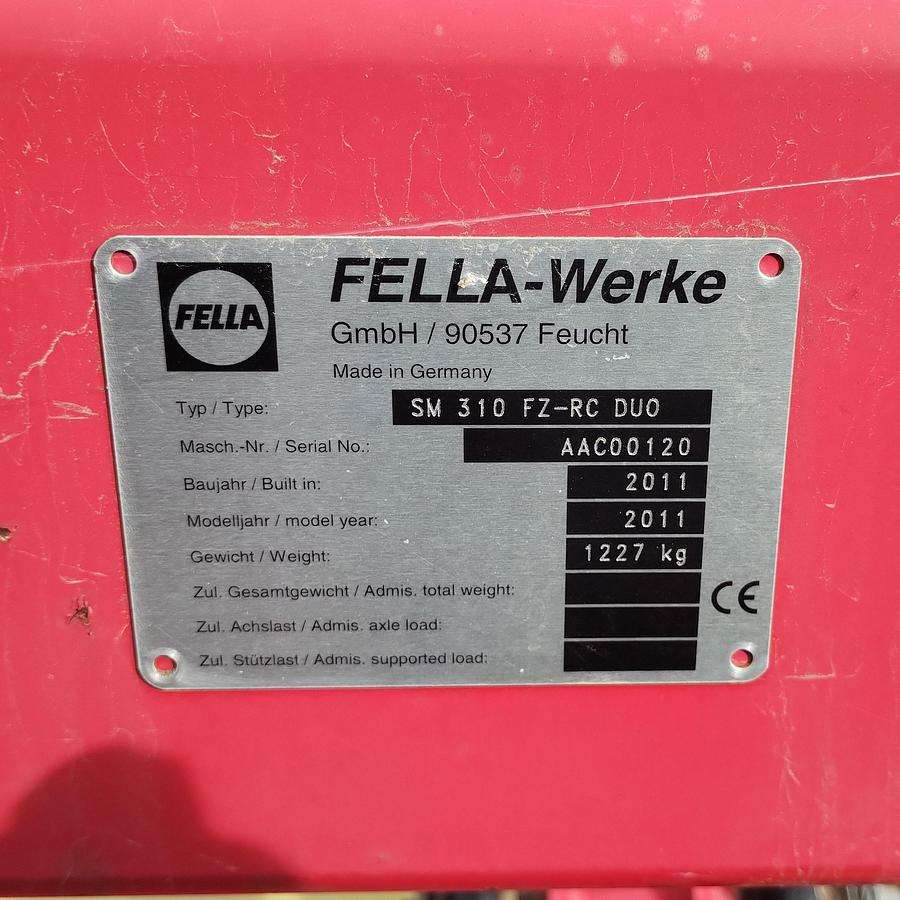 FELLA
FELLA-Werke
GmbH / 90537 Feucht
Made in Germany
Typ / Type: SM 310 FZ-RC DUO
Masch.-Nr. / Serial No.: AAC00120
Baujahr / Built in: 2011
Modelljahr / model year: 2011
Gewicht / Weight: 1227 kg
Zul. Gesamtgewicht / Admis. total weight:
CE
Zul. Achslast / Admis. axle load:
Zul. Stützlast / Admis. supported load: